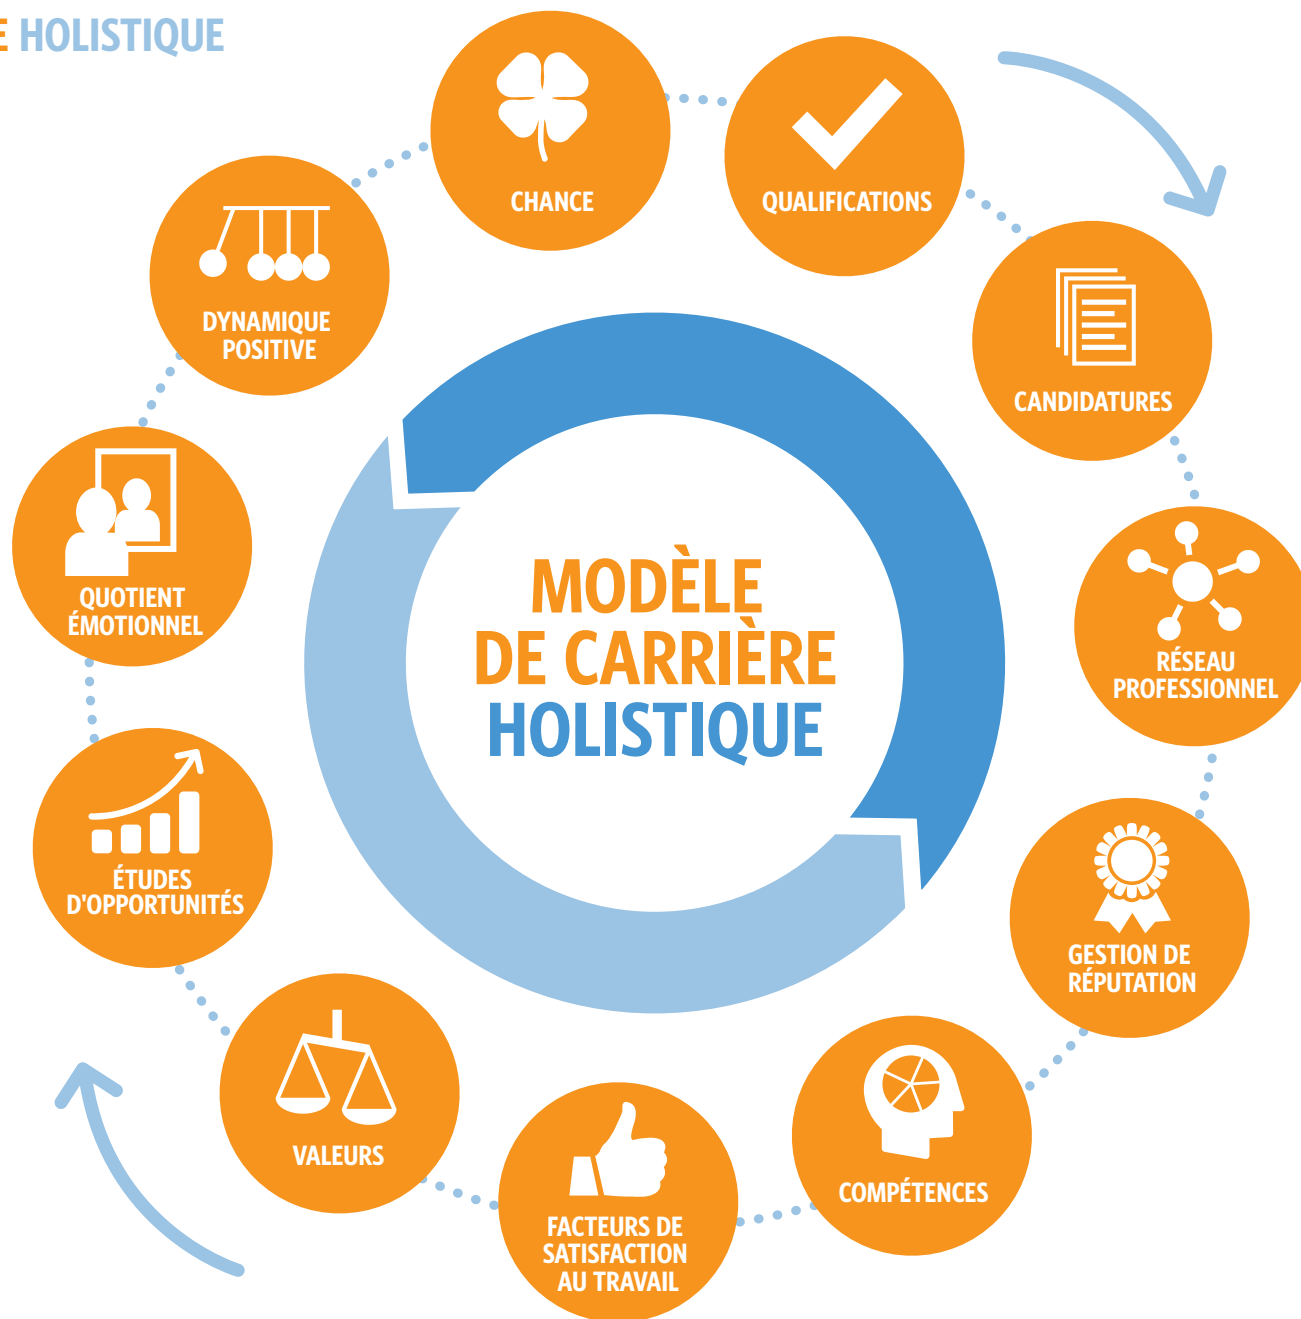 E HOLISTIQUE
CHANCE
QUALIFICATIONS
CANDIDATURES
RÉSEAU
PROFESSIONNEL
GESTION DE
RÉPUTATION
COMPÉTENCES
FACTEURS DE
SATISFACTION
AU TRAVAIL
VALEURS
ÉTUDES
D'OPPORTUNITÉS
QUOTIENT
ÉMOTIONNEL
DYNAMIQUE
POSITIVE
MODÈLE
DE CARRIÈRE
HOLISTIQUE